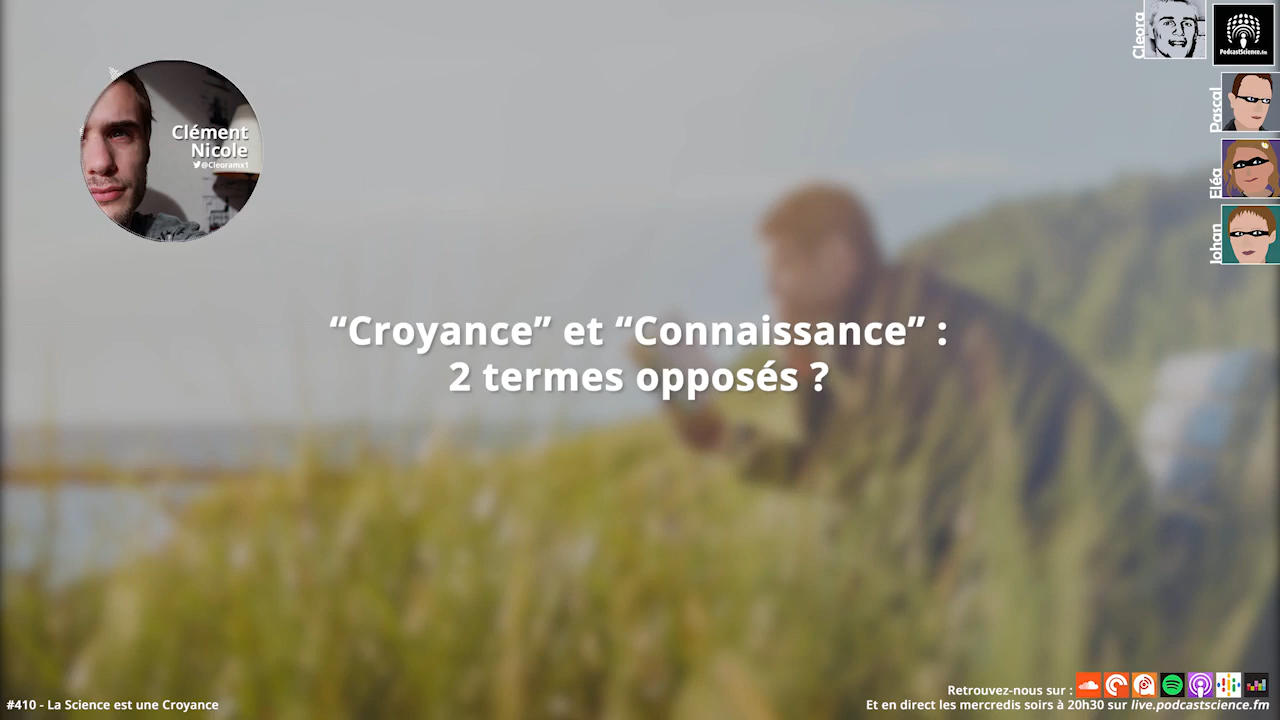 Cleora
PodcastScience.fm
Pascal
Eléa
Johan
Clément
Nicole
@Cleoramx1
“Croyance” et “Connaissance” :
2 termes opposés ?
#410 - La Science est une Croyance
Retrouvez-nous sur :
Et en direct les mercredis soirs à 20h30 sur live.podcastscience.fm